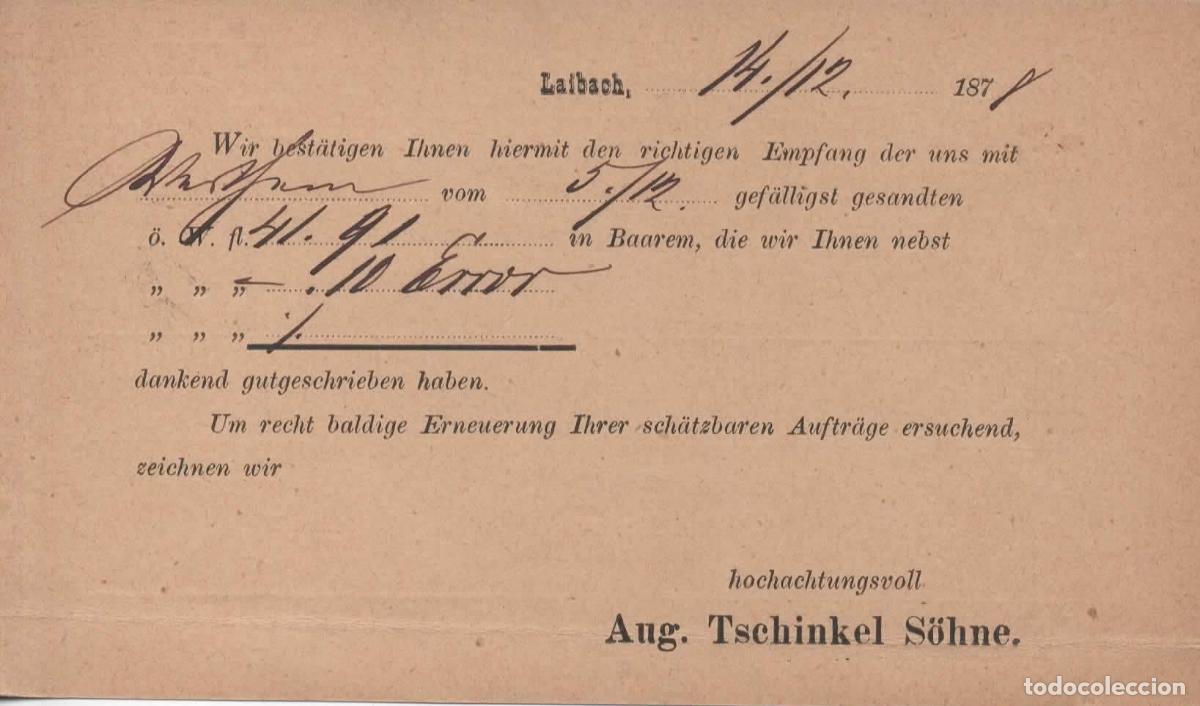 Laibach, 14./12. 1878
Wir bestätigen Ihnen hiermit den richtigen Empfang der uns mit
Werthem vom 5./12. gefälligst gesandten
ö. W. fl. 41. 91 in Baarem, die wir Ihnen nebst
„ „ „ — . 10 Error
„ „ „
dankend gutgeschrieben haben.
Um recht baldige Erneuerung Ihrer schätzbaren Aufträge ersuchend,
zeichnen wir
hochachtungsvoll
Aug. Tschinkel Söhne.
todocoleccion